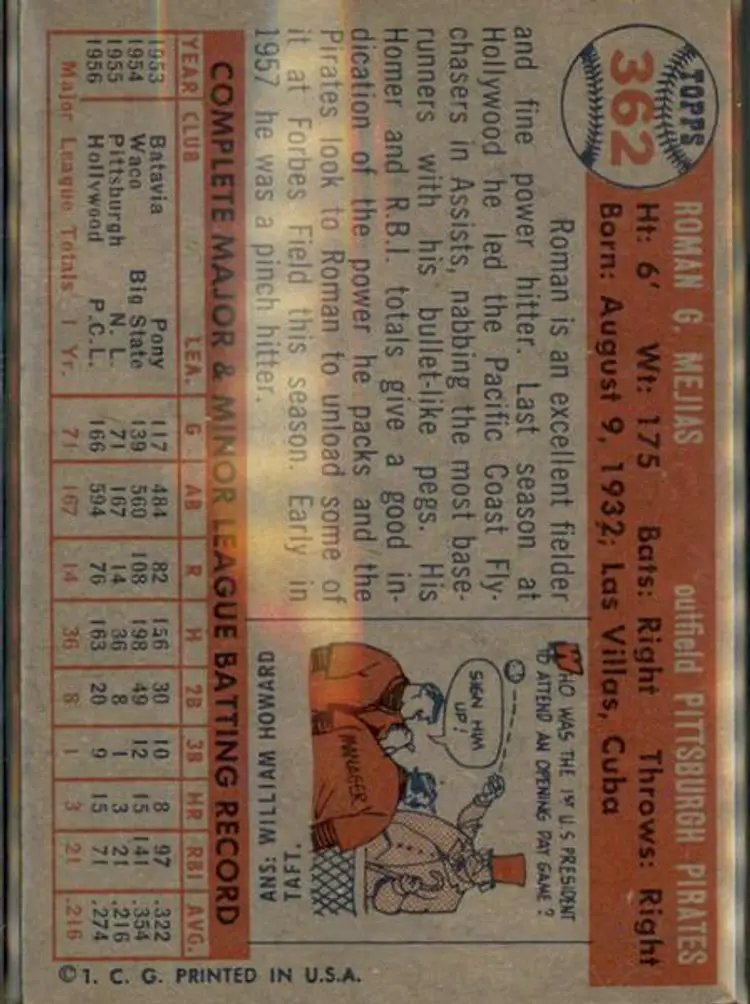 TOPPS
362
ROMAN G. MEJIAS outfield PITTSBURGH PIRATES
Ht: 6' Wt: 175 Bats: Right Throws: Right
Born: August 9, 1932; Las Villas, Cuba
Roman is an excellent fielder
and fine power hitter. Last season at
Hollywood he led the Pacific Coast Fly-
chasers in Assists, nabbing the most base-
runners with his bullet-like pegs. His
Homer and R.B.I. totals give a good in-
dication of the power he packs and the
Pirates look to Roman to unload some of
it at Forbes Field this season. Early in
1957 he was a pinch hitter.
WHO WAS THE 1ST U.S PRESIDENT
TO ATTEND AN OPENING DAY GAME?
SIGN HIM
UP!
MANAGER
ANS: WILLIAM HOWARD
TAFT.
COMPLETE MAJOR & MINOR LEAGUE BATTING RECORD
YEAR CLUB LEA. G AB R H 2B 3B HR RBI AVG.
1953 Batavia Pony 117 484 82 156 30 10 8 97 .322
1954 Waco Big State 139 560 108 198 49 12 15 141 .354
1955 Pittsburgh N.L. 71 167 14 36 8 1 3 21 .216
1956 Hollywood P.C.L. 166 594 76 163 20 9 15 71 .274
Major League Totals 1 Yr. 71 167 14 36 8 1 3 21 .216
© T. C. G. PRINTED IN U.S.A.